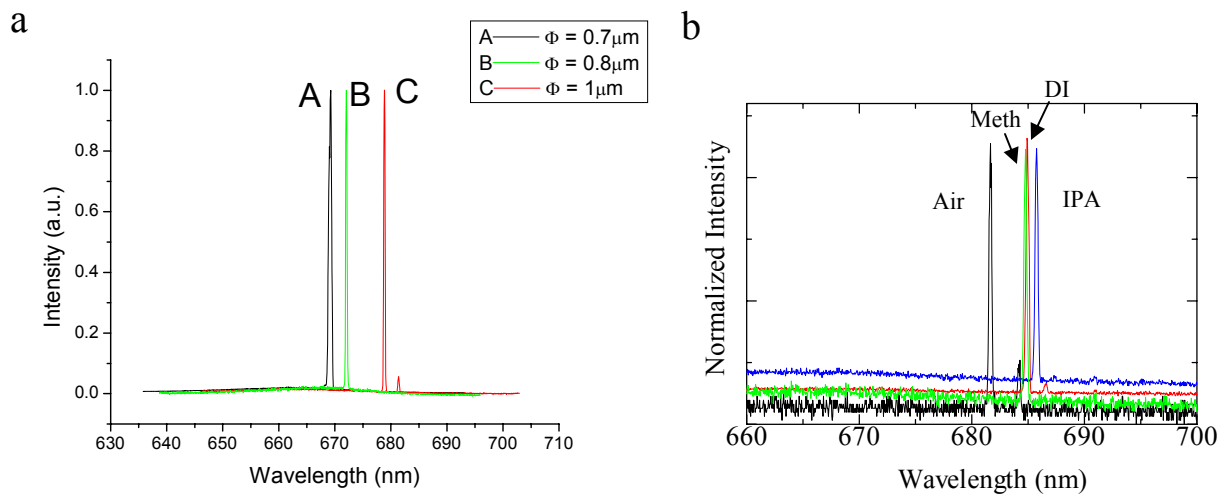 a
A Φ = 0.7μm
B Φ = 0.8μm
C Φ = 1μm
A B C
1.0
0.8
0.6
0.4
0.2
0.0
Intensity (a.u.)
630 640 650 660 670 680 690 700 710
Wavelength (nm)
b
DI
Meth
Air
IPA
Normalized Intensity
660 670 680 690 700
Wavelength (nm)